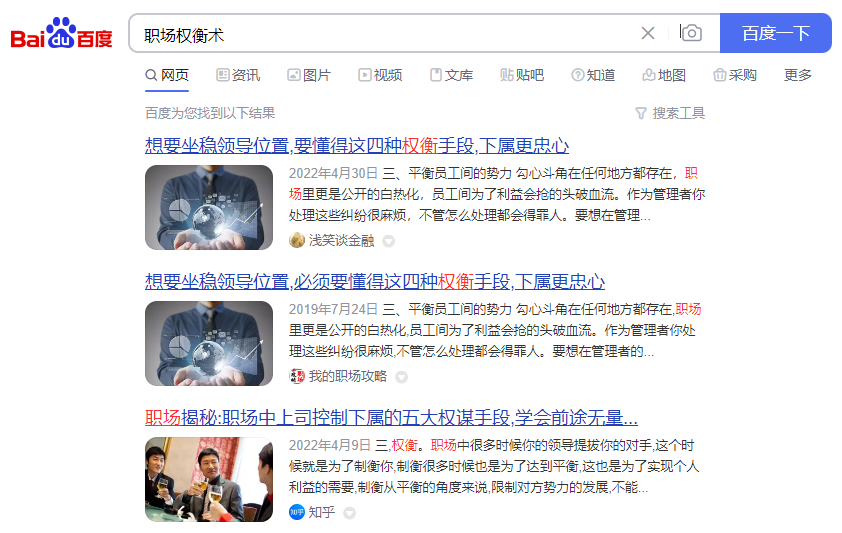 Bai du 百度
职场权衡术
百度一下
网页 资讯 图片 视频 文库 贴吧 知道 地图 采购 更多
百度为您找到以下结果
搜索工具
想要坐稳领导位置,要懂得这四种权衡手段,下属更忠心
2022年4月30日 三、平衡员工间的势力 勾心斗角在任何地方都存在，职
场里更是公开的白热化，员工间为了利益会抢的头破血流。作为管理者你
处理这些纠纷很麻烦，不管怎么处理都会得罪人。要想在管理...
浅笑谈金融
想要坐稳领导位置,必须要懂得这四种权衡手段,下属更忠心
2019年7月24日 三、平衡员工间的势力 勾心斗角在任何地方都存在,职场
里更是公开的白热化,员工间为了利益会抢的头破血流。作为管理者你处
理这些纠纷很麻烦,不管怎么处理都会得罪人。要想在管理者的...
我的职场攻略
职场揭秘:职场中上司控制下属的五大权谋手段,学会前途无量...
2022年4月9日 三,权衡。职场中很多时候你的领导提拔你的对手,这个时
候就是为了制衡你,制衡很多时候也是为了达到平衡,这也是为了实现个人
利益的需要,制衡从平衡的角度来说,限制对方势力的发展,不能...
知乎 知乎